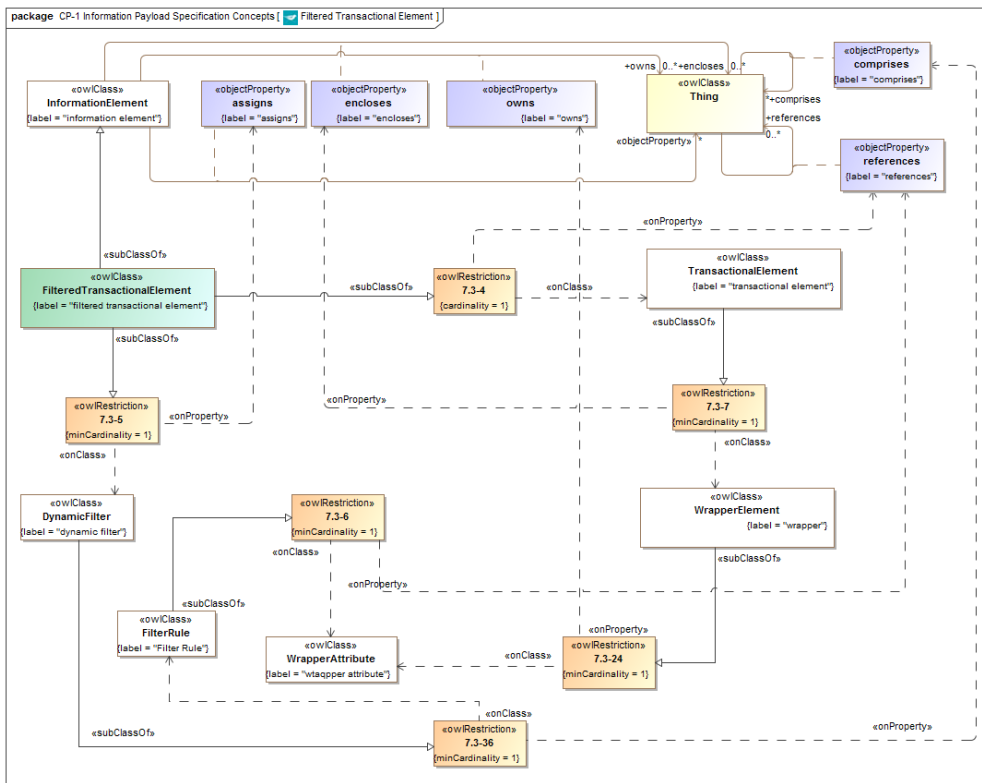 package CP-1 Information Payload Specification Concepts [ Filtered Transactional Element ]
«owlClass»
InformationElement
{label = "information element"}
«objectProperty»
assigns
{label = "assigns"}
«objectProperty»
encloses
{label = "encloses"}
«objectProperty»
owns
{label = "owns"}
+owns 0..*
+encloses 0..*
«owlClass»
Thing
«objectProperty»
comprises
{label = "comprises"}
*+comprises
+references
0..*
«objectProperty» *
«objectProperty»
references
{label = "references"}
«subClassOf»
«onProperty»
«owlClass»
FilteredTransactionalElement
{label = "filtered transactional element"}
«subClassOf»
«owlRestriction»
7.3-4
{cardinality = 1}
«onClass»
«owlClass»
TransactionalElement
{label = "transactional element"}
«subClassOf»
«subClassOf»
«owlRestriction»
7.3-5
{minCardinality = 1}
«onProperty»
«onClass»
«onProperty»
«owlRestriction»
7.3-7
{minCardinality = 1}
«onClass»
«owlClass»
DynamicFilter
{label = "dynamic filter"}
«owlRestriction»
7.3-6
{minCardinality = 1}
«onClass»
«onProperty»
«owlClass»
WrapperElement
{label = "wrapper"}
«subClassOf»
«subClassOf»
«owlClass»
FilterRule
{label = "Filter Rule"}
«owlClass»
WrapperAttribute
{label = "wtaqpper attribute"}
«onClass»
«onProperty»
«owlRestriction»
7.3-24
{minCardinality = 1}
«onClass»
«subClassOf»
«owlRestriction»
7.3-36
{minCardinality = 1}
«onProperty»